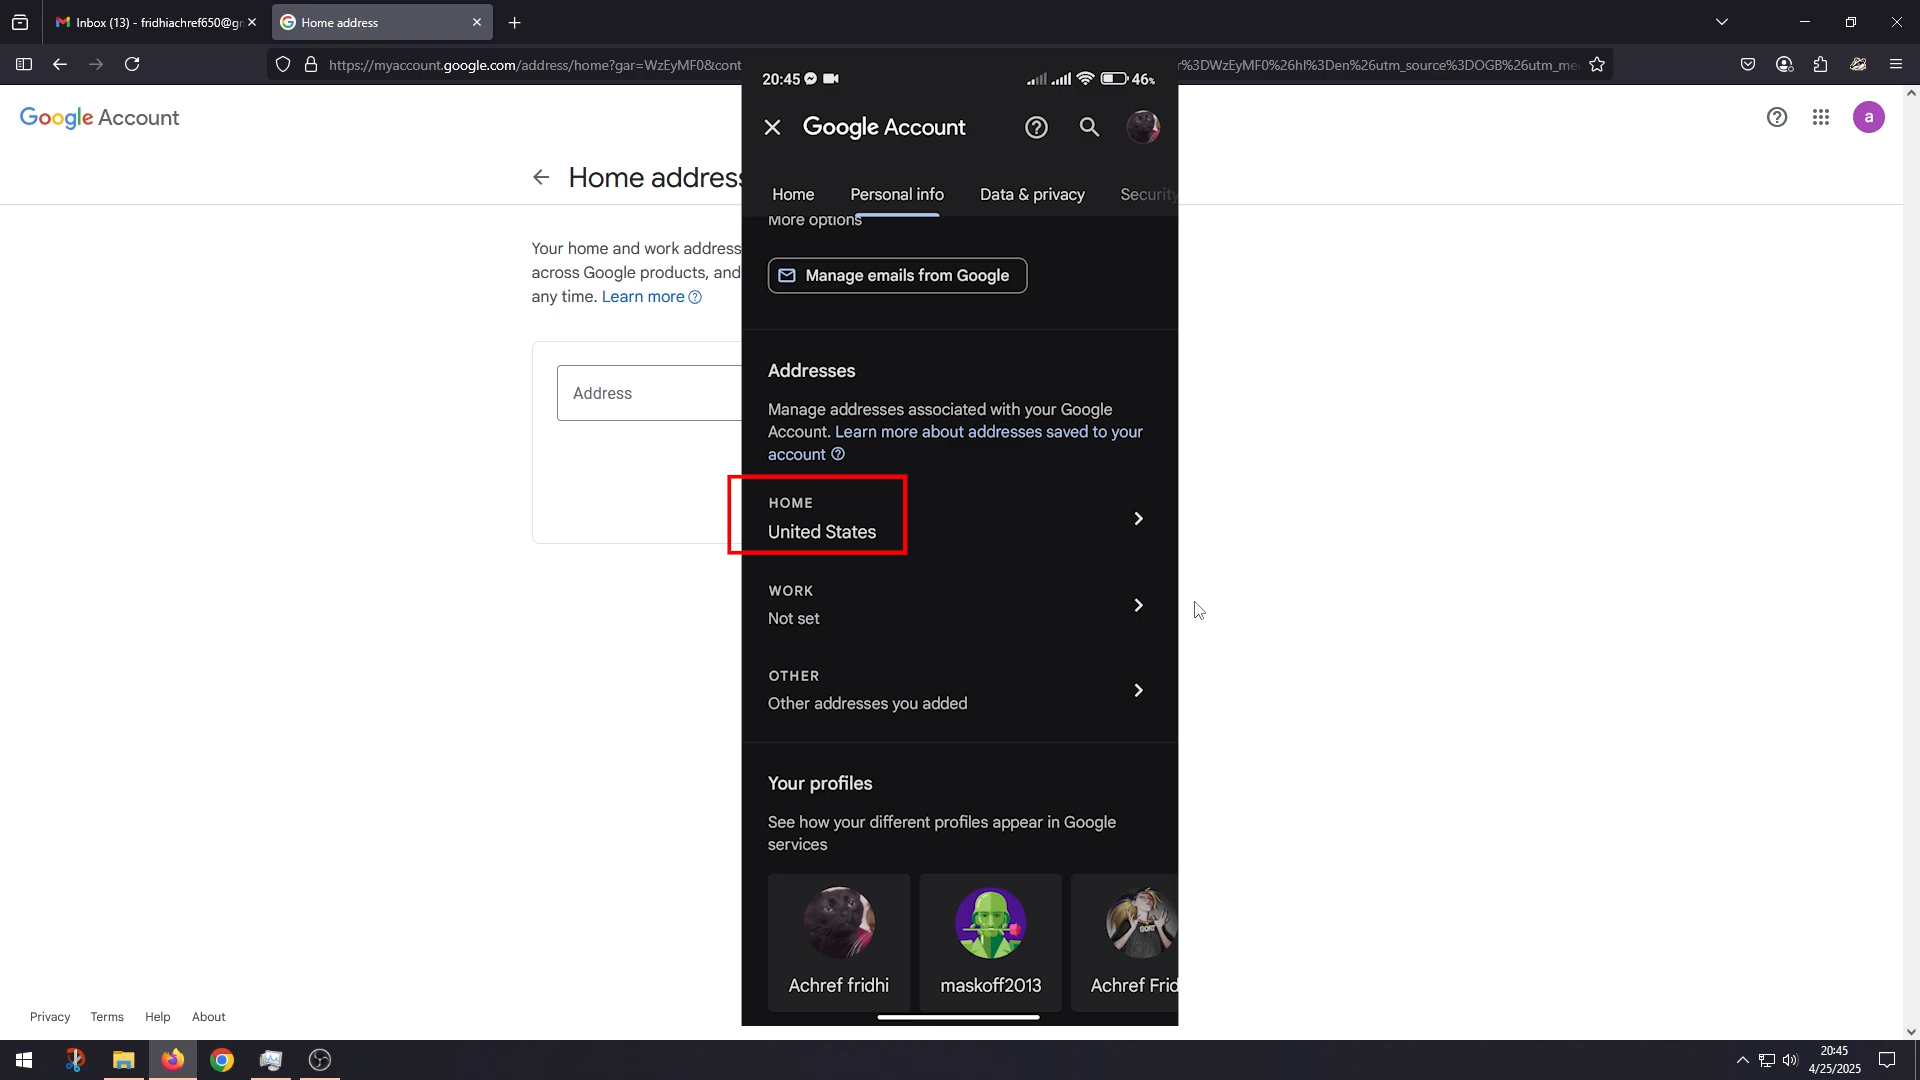 Inbox (13) - fridhiachref650@gr
Home address
https://myaccount.google.com/address/home?gar=WzEyMF0&cont
r%3DWzEyMF0%26hl%3Den%26utm_source%3DOGB%26utm_me
Google Account
a
Home address
Your home and work address
across Google products, and
any time. Learn more
Address
20:45
46%
Google Account
Home
Personal info
Data & privacy
Security
More options
Manage emails from Google
Addresses
Manage addresses associated with your Google
Account. Learn more about addresses saved to your
account
HOME
United States
WORK
Not set
OTHER
Other addresses you added
Your profiles
See how your different profiles appear in Google
services
GOAT
Achref fridhi
maskoff2013
Achref Frid
Privacy
Terms
Help
About
20:45
4/25/2025